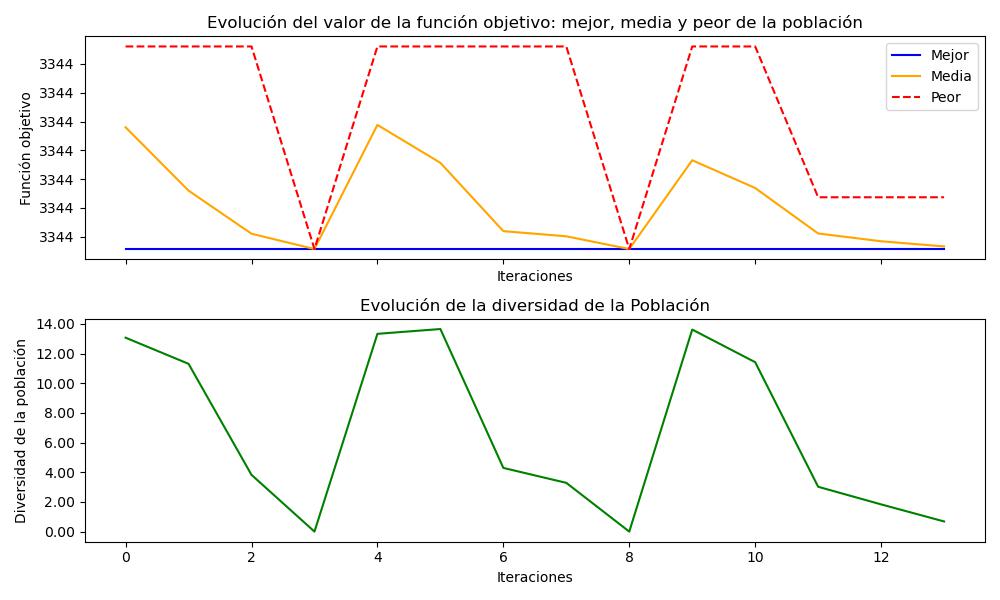 Evolución del valor de la función objetivo: mejor, media y peor de la población
Función objetivo
3344
3344
3344
3344
3344
3344
3344
Mejor
Media
Peor
Iteraciones
Evolución de la diversidad de la Población
Diversidad de la población
14.00
12.00
10.00
8.00
6.00
4.00
2.00
0.00
0 2 4 6 8 10 12
Iteraciones